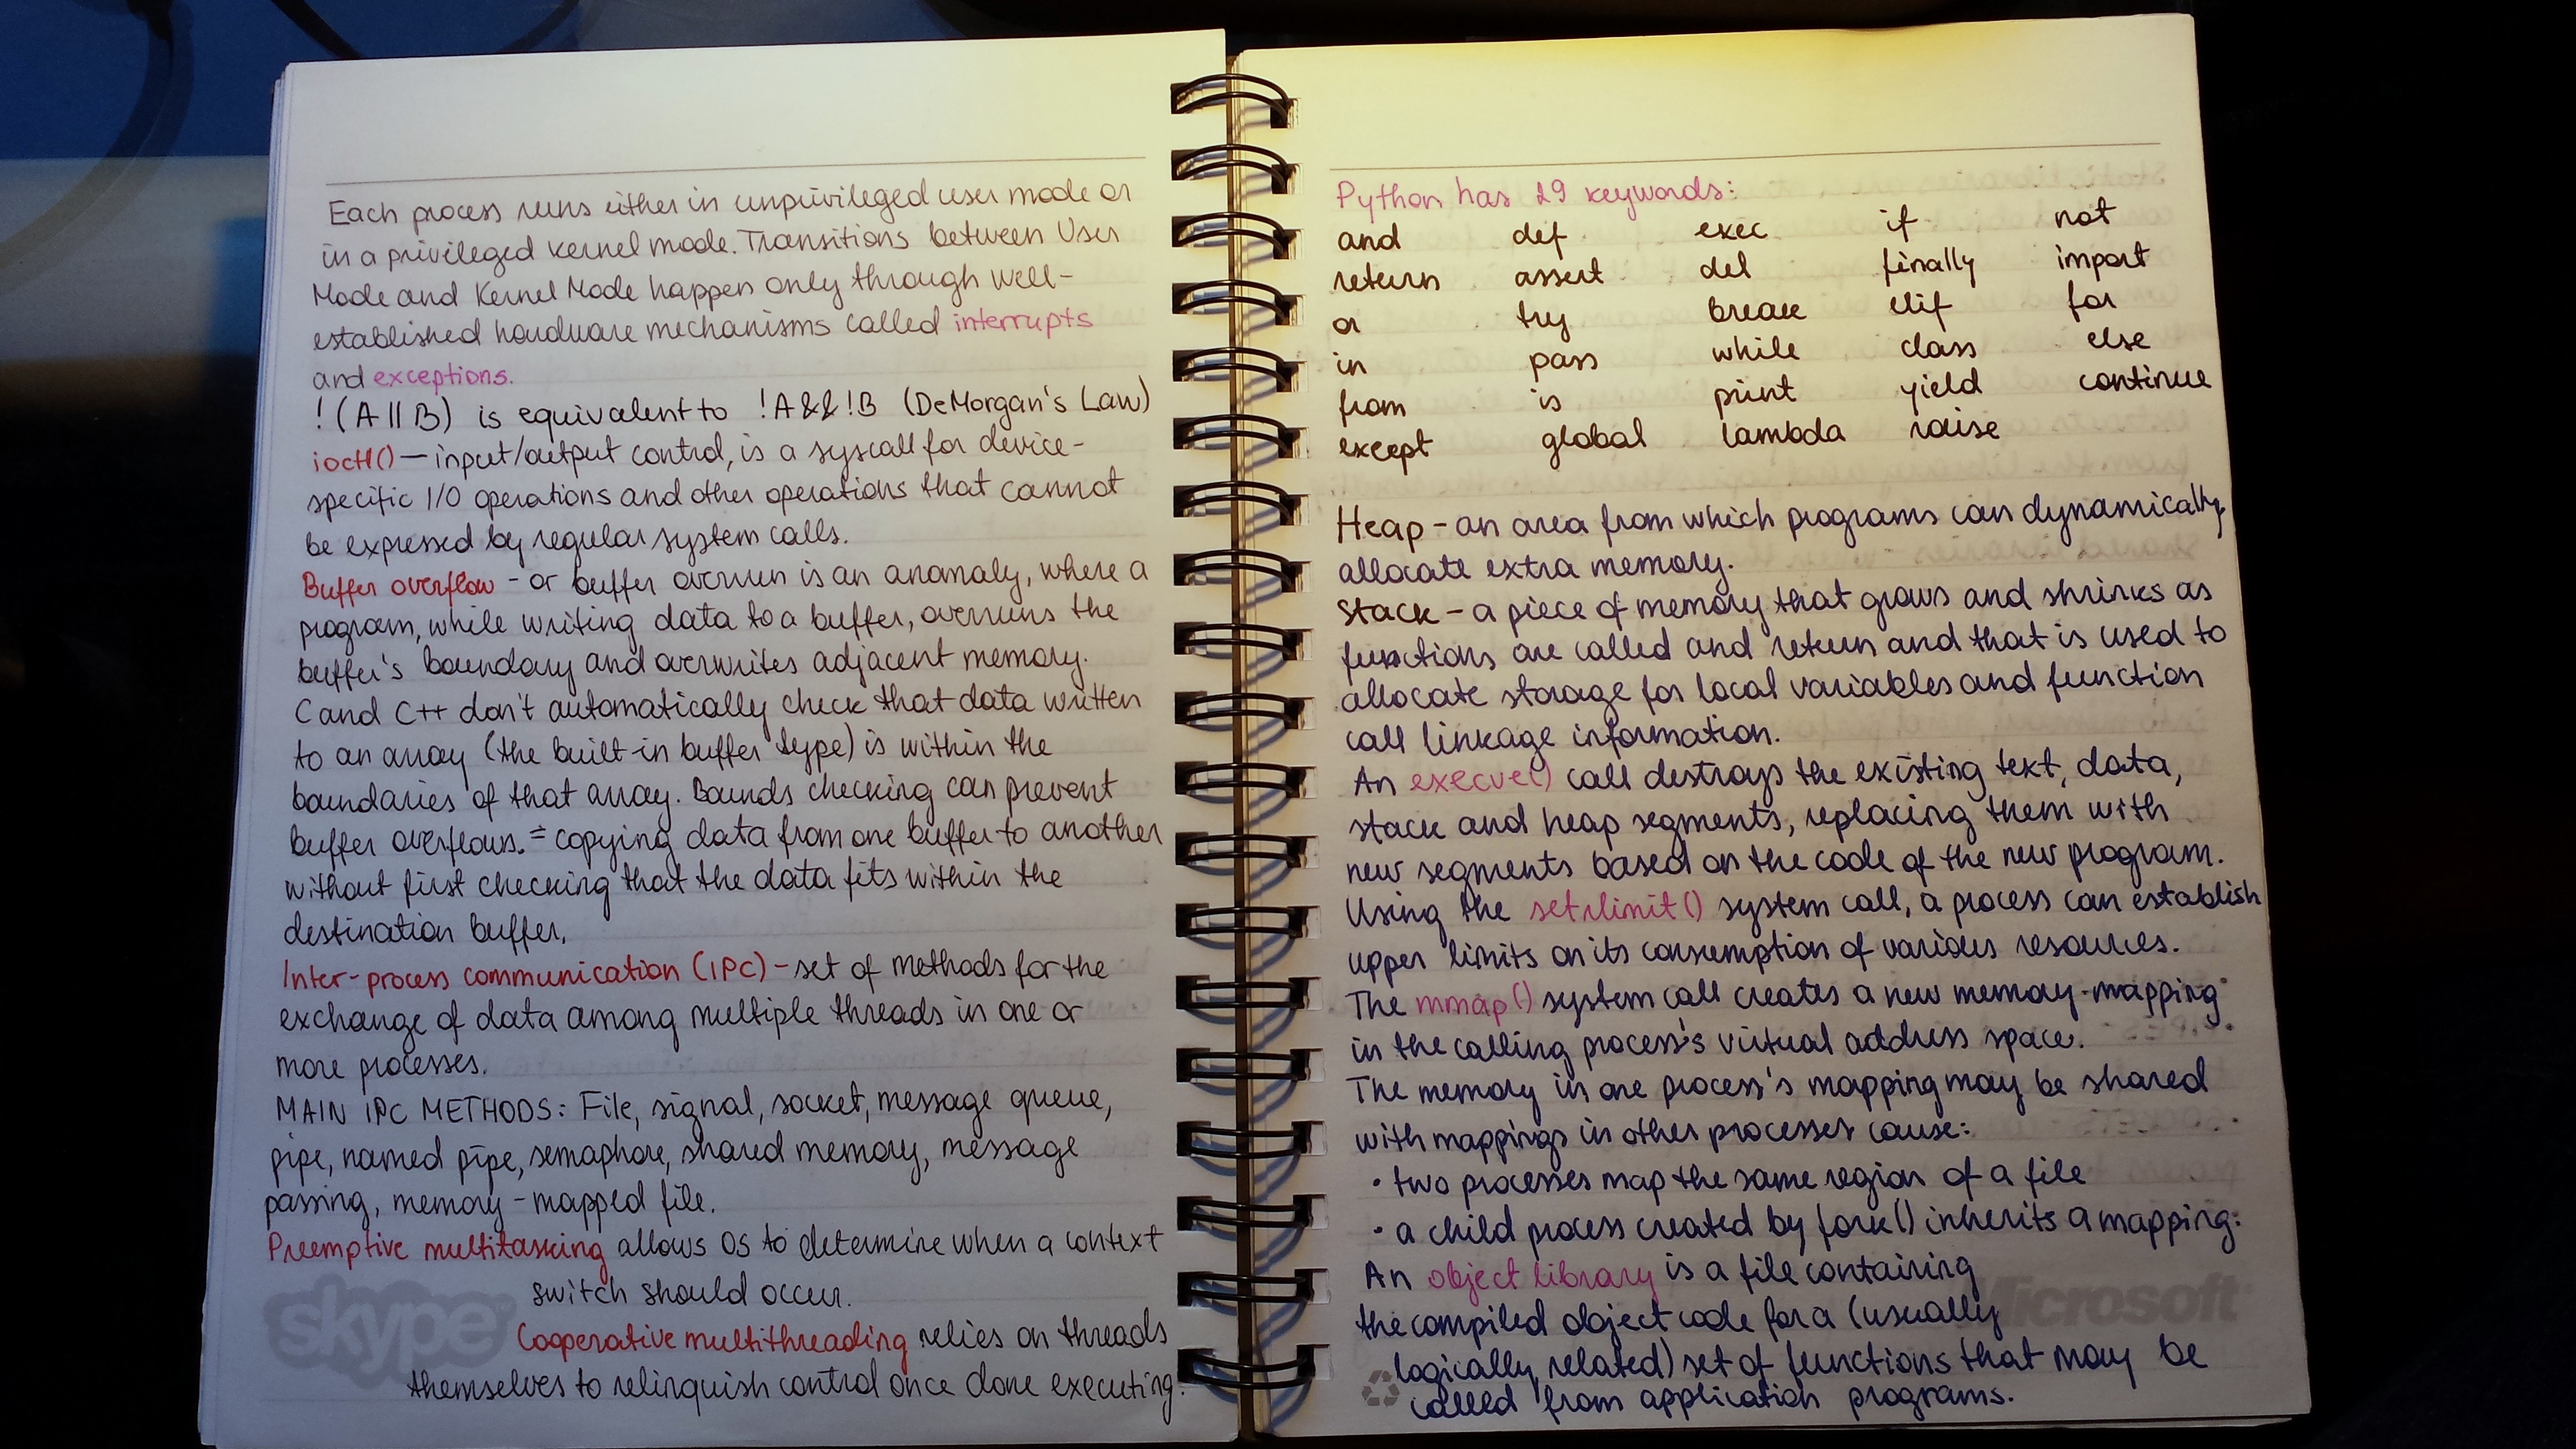 Each process runs either in unprivileged user mode or
in a privileged kernel mode. Transitions between User
Mode and Kernel Mode happen only through well-
established hardware mechanisms called interrupts
and exceptions.
!(A||B) is equivalent to !A&&!B (DeMorgan's Law)
ioctl() — input/output control, is a syscall for device-
specific I/O operations and other operations that cannot
be expressed by regular system calls.
Buffer overflow - or buffer overrun is an anomaly, where a
program, while writing data to a buffer, overruns the
buffer's boundary and overwrites adjacent memory.
C and C++ don't automatically check that data written
to an array (the built-in buffer type) is within the
boundaries of that array. Bounds checking can prevent
buffer overflows. = copying data from one buffer to another
without first checking that the data fits within the
destination buffer.
Inter-process communication (IPC) - set of methods for the
exchange of data among multiple threads in one or
more processes.
MAIN IPC METHODS: File, signal, socket, message queue,
pipe, named pipe, semaphore, shared memory, message
passing, memory-mapped file.
Preemptive multitasking allows OS to determine when a context
switch should occur.
skype
Cooperative multithreading relies on threads
themselves to relinquish control once done executing.
Python has 29 keywords:
and def exec if not
return assert del finally import
or try break elif for
in pass while class else
from is print yield continue
except global lambda raise
Heap - an area from which programs can dynamically
allocate extra memory.
Stack - a piece of memory that grows and shrinks as
functions are called and return and that is used to
allocate storage for local variables and function
call linkage information.
An execve() call destroys the existing text, data,
stack and heap segments, replacing them with
new segments based on the code of the new program.
Using the setrlimit() system call, a process can establish
upper limits on its consumption of various resources.
The mmap() system call creates a new memory-mapping
in the calling process's virtual address space.
The memory in one process's mapping may be shared
with mappings in other processes cause:
• two processes map the same region of a file
• a child process created by fork() inherits a mapping.
An object library is a file containing
Microsoft
the compiled object code for a (usually
logically related) set of functions that may be
called from application programs.